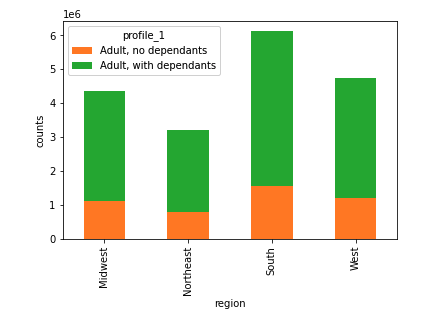 1e6
profile_1
Adult, no dependants
Adult, with dependants
6
5
4
3
2
1
0
counts
Midwest
Northeast
South
West
region